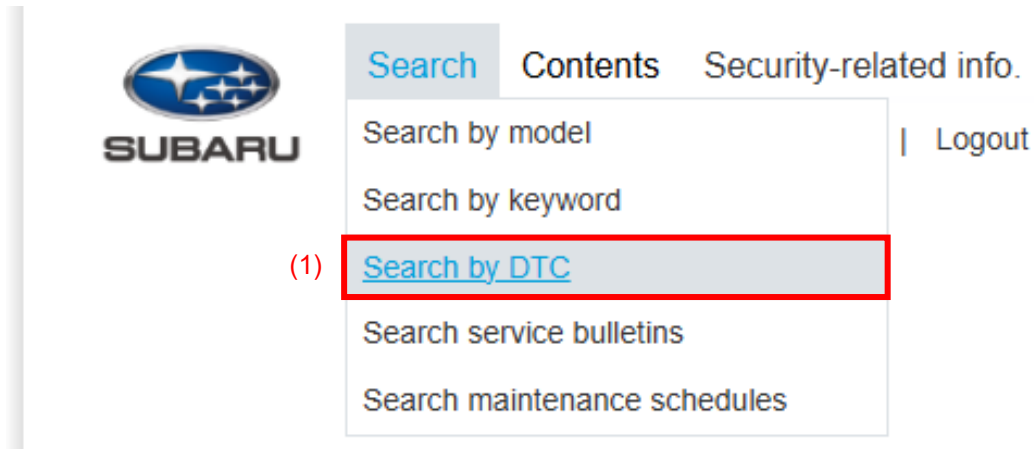 Search Contents Security-related info.
SUBARU
Search by model
| Logout
Search by keyword
(1) Search by DTC
Search service bulletins
Search maintenance schedules